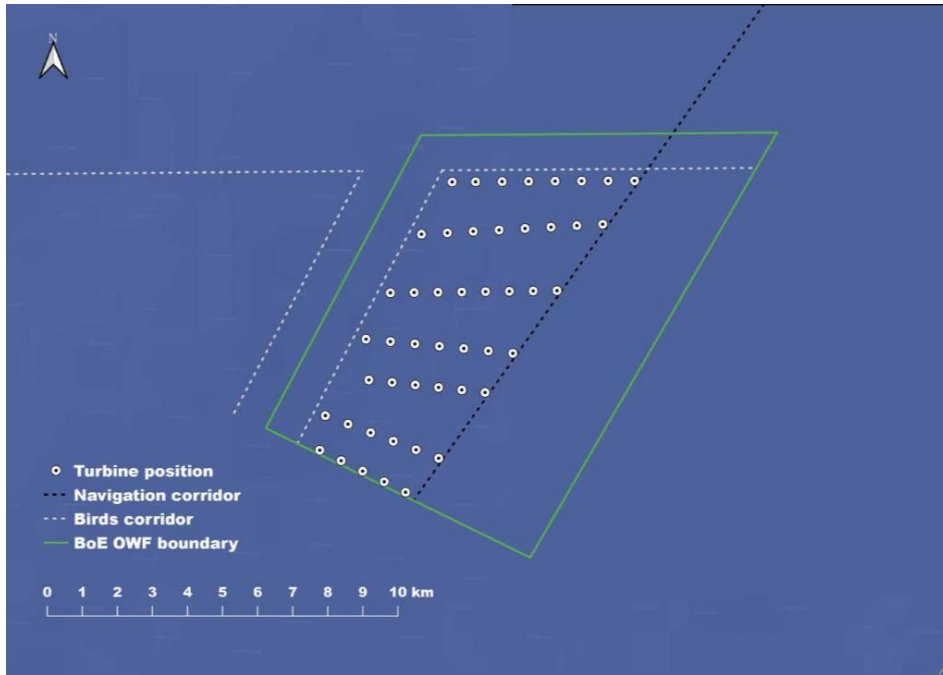 N
Turbine position
Navigation corridor
Birds corridor
BoE OWF boundary
0 1 2 3 4 5 6 7 8 9 10 km